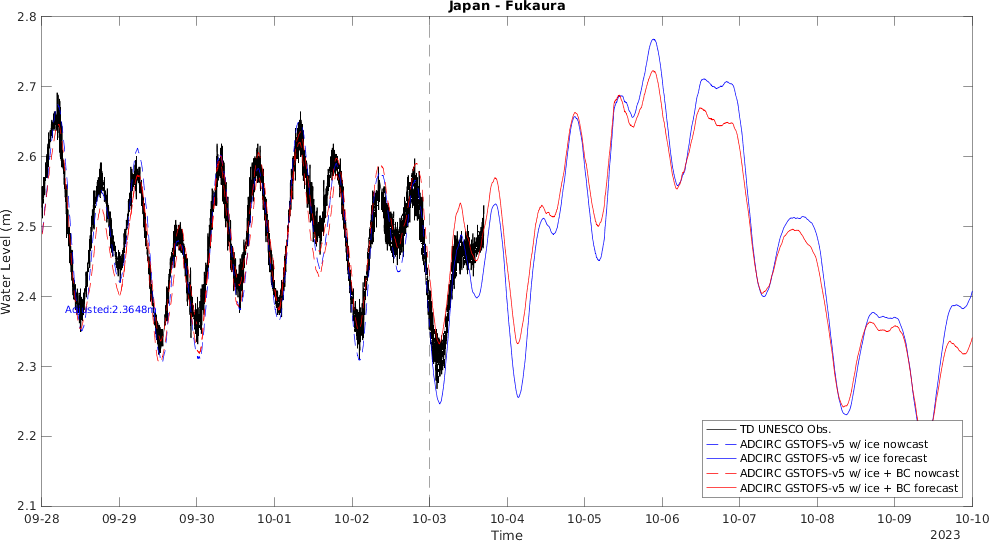 Japan - Fukaura
2.8
2.7
2.6
2.5
2.4
2.3
2.2
2.1
Water Level (m)
Adjusted:2.3648m
TD UNESCO Obs.
ADCIRC GSTOFS-v5 w/ ice nowcast
ADCIRC GSTOFS-v5 w/ ice forecast
ADCIRC GSTOFS-v5 w/ ice + BC nowcast
ADCIRC GSTOFS-v5 w/ ice + BC forecast
09-28 09-29 09-30 10-01 10-02 10-03 10-04 10-05 10-06 10-07 10-08 10-09 10-10
Time
2023